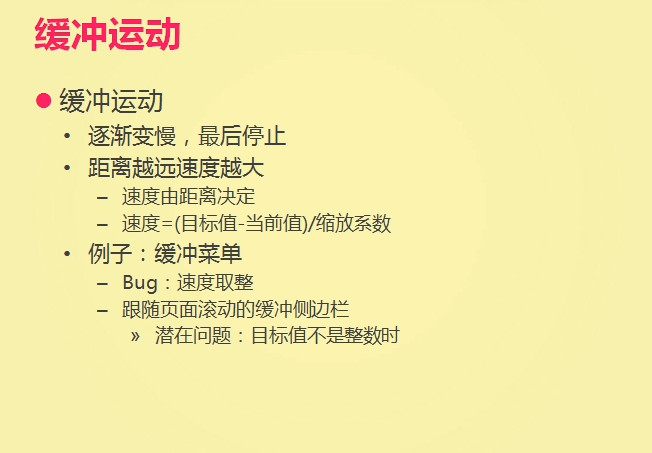 缓冲运动
● 缓冲运动
• 逐渐变慢，最后停止
• 距离越远速度越大
– 速度由距离决定
– 速度=(目标值-当前值)/缩放系数
• 例子：缓冲菜单
– Bug：速度取整
– 跟随页面滚动的缓冲侧边栏
» 潜在问题：目标值不是整数时